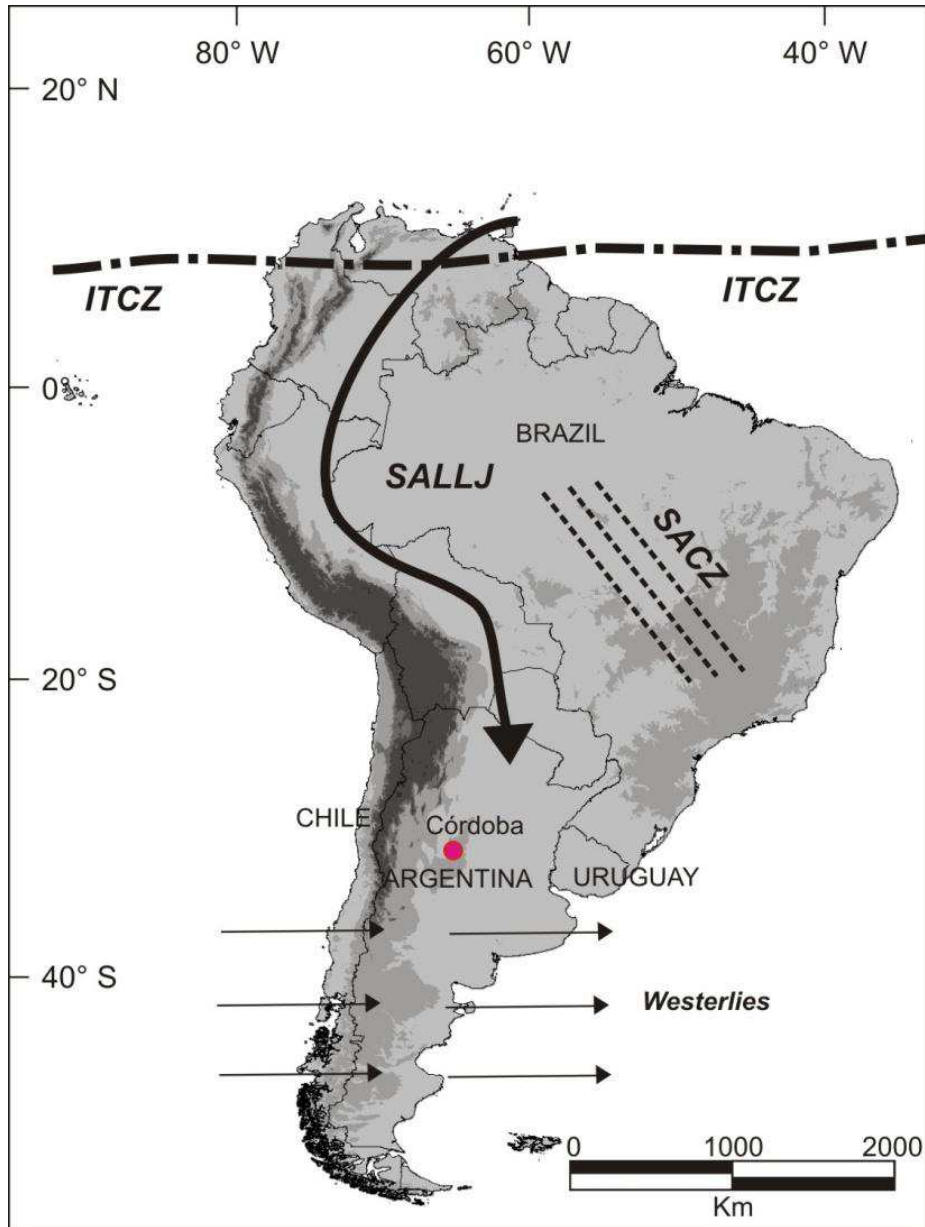 80° W 60° W 40° W
20° N
ITCZ ITCZ
0
BRAZIL
SALLJ
SACZ
20° S
CHILE Córdoba
ARGENTINA URUGUAY
40° S
Westerlies
0 1000 2000
Km